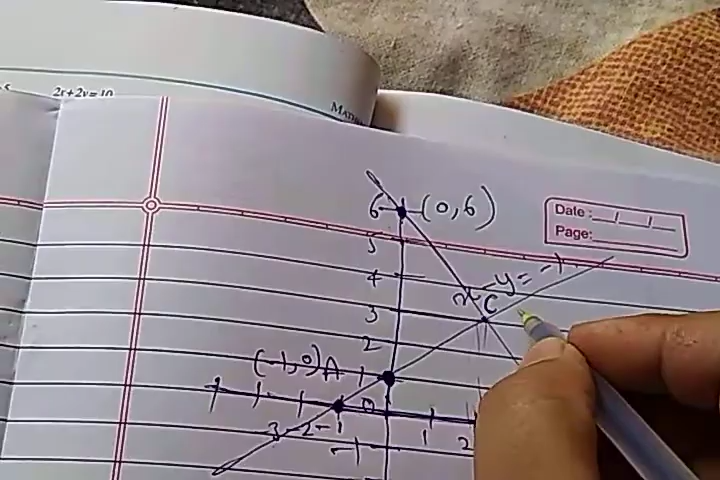 2x+2y=10
MATH
Date :
Page:
6 (0,6)
5
4
x-y=-1
C
3
2
(-1,0) A 1
-3 -2 -1 0 1 2
-1